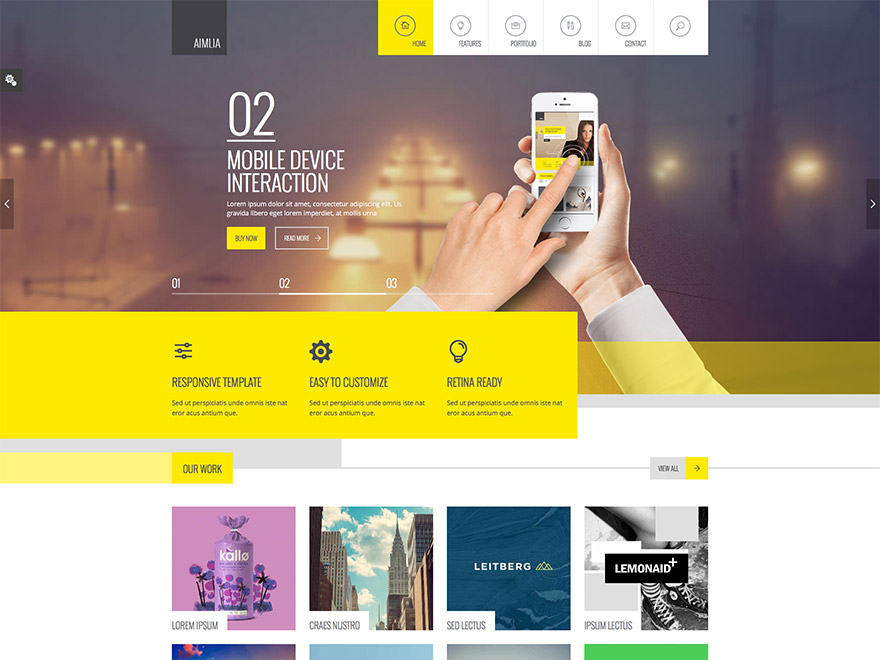 AIMLIA
HOME
FEATURES
PORTFOLIO
BLOG
CONTACT
02
MOBILE DEVICE
INTERACTION
Lorem ipsum dolor sit amet, consectetur adipiscing elit. Us
gravida libero eget lorem imperdiet, at mollis urna
BUY NOW
READ MORE
01
02
03
RESPONSIVE TEMPLATE
Sed ut perspiciatis unde omnis iste nat
eror acus antium que.
EASY TO CUSTOMIZE
Sed ut perspiciatis unde omnis iste nat
eror acus antium que.
RETINA READY
Sed ut perspiciatis unde omnis iste nat
eror acus antium que.
OUR WORK
VIEW ALL
kallø
LEITBERG
LEMONAID+
LOREM IPSUM
CRAES NUSTRO
SED LECTUS
IPSUM LECTUS